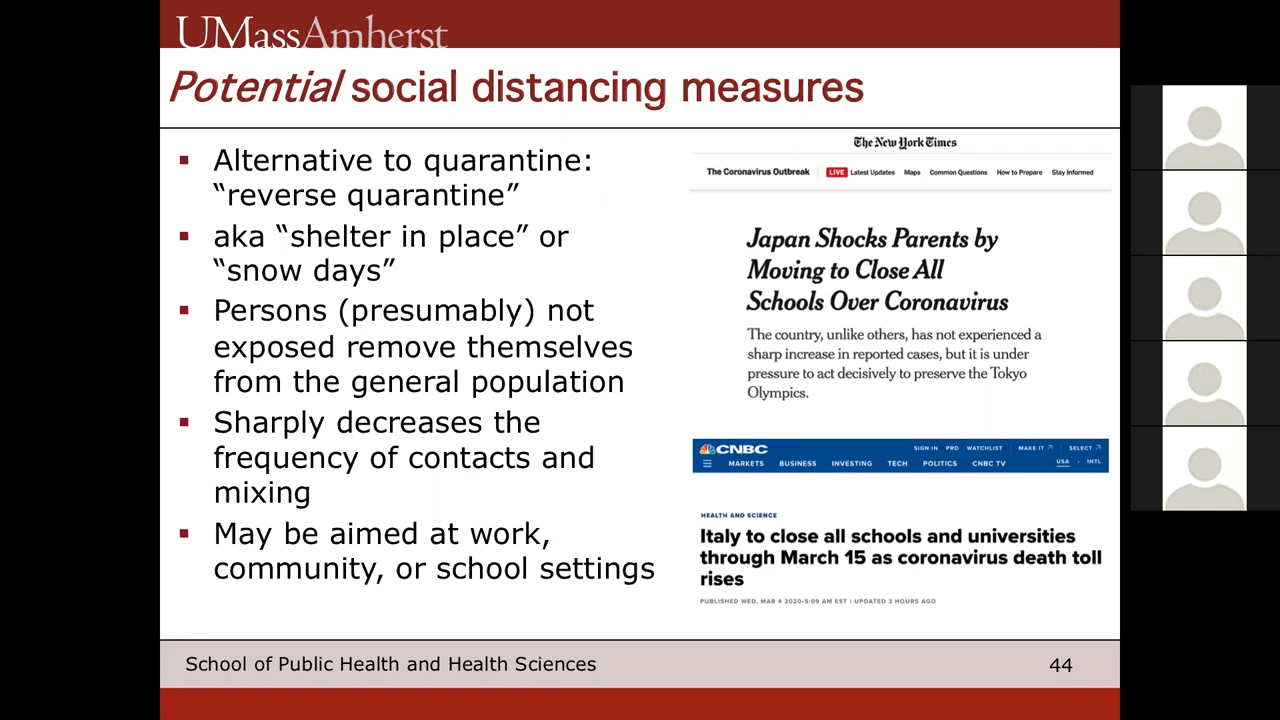 UMassAmherst
Potential social distancing measures
▪ Alternative to quarantine:
“reverse quarantine”
▪ aka “shelter in place” or
“snow days”
▪ Persons (presumably) not
exposed remove themselves
from the general population
▪ Sharply decreases the
frequency of contacts and
mixing
▪ May be aimed at work,
community, or school settings
The New York Times
The Coronavirus Outbreak | LIVE Latest Updates Maps Common Questions How to Prepare Stay Informed
Japan Shocks Parents by
Moving to Close All
Schools Over Coronavirus
The country, unlike others, has not experienced a
sharp increase in reported cases, but it is under
pressure to act decisively to preserve the Tokyo
Olympics.
CNBC
SIGN IN PRO WATCHLIST MAKE IT SELECT
MARKETS BUSINESS INVESTING TECH POLITICS CNBC TV USA · INTL
HEALTH AND SCIENCE
Italy to close all schools and universities
through March 15 as coronavirus death toll
rises
PUBLISHED WED, MAR 4 2020•5:09 AM EST | UPDATED 3 HOURS AGO
School of Public Health and Health Sciences
44